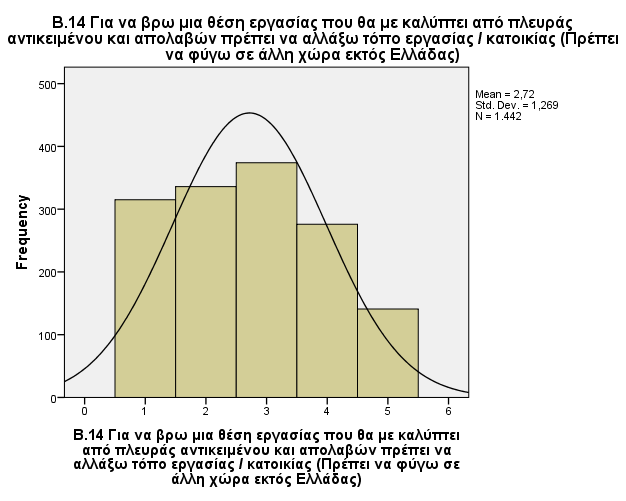 Β.14 Για να βρω μια θέση εργασίας που θα με καλύπτει από πλευράς
αντικειμένου και απολαβών πρέπει να αλλάξω τόπο εργασίας / κατοικίας (Πρέπει
να φύγω σε άλλη χώρα εκτός Ελλάδας)
Mean = 2,72
Std. Dev. = 1,269
N = 1.442
Frequency
500
400
300
200
100
0
0 1 2 3 4 5 6
Β.14 Για να βρω μια θέση εργασίας που θα με καλύπτει
από πλευράς αντικειμένου και απολαβών πρέπει να
αλλάξω τόπο εργασίας / κατοικίας (Πρέπει να φύγω σε
άλλη χώρα εκτός Ελλάδας)